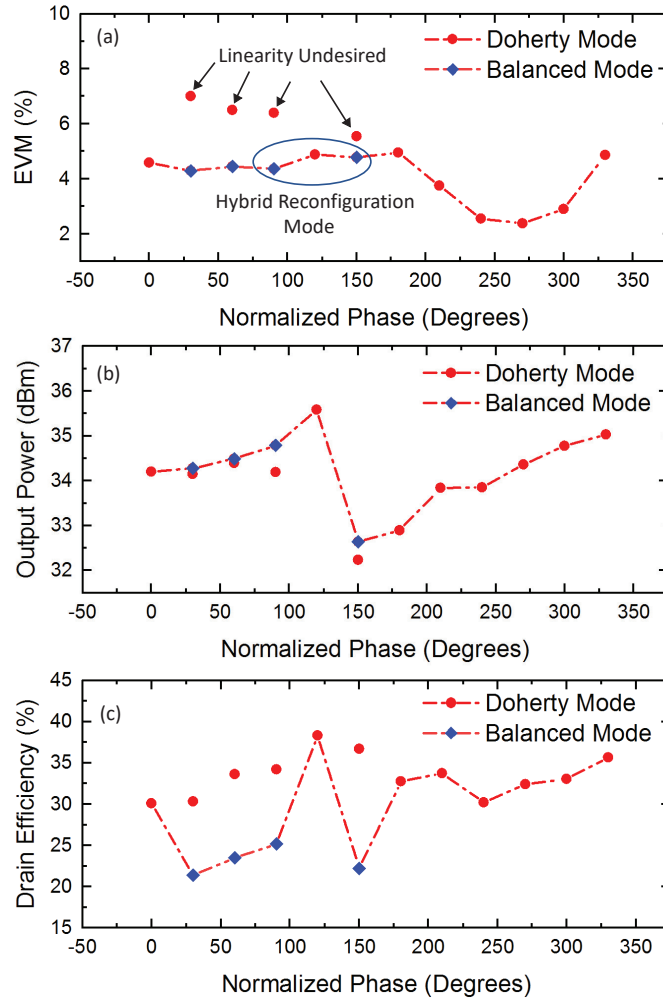 (a)
Linearity Undesired
Doherty Mode
Balanced Mode
Hybrid Reconfiguration
Mode
EVM (%)
10
8
6
4
2
-50 0 50 100 150 200 250 300 350
Normalized Phase (Degrees)
(b)
Doherty Mode
Balanced Mode
Output Power (dBm)
37
36
35
34
33
32
-50 0 50 100 150 200 250 300 350
Normalized Phase (Degrees)
(c)
Doherty Mode
Balanced Mode
Drain Efficiency (%)
45
40
35
30
25
20
15
-50 0 50 100 150 200 250 300 350
Normalized Phase (Degrees)